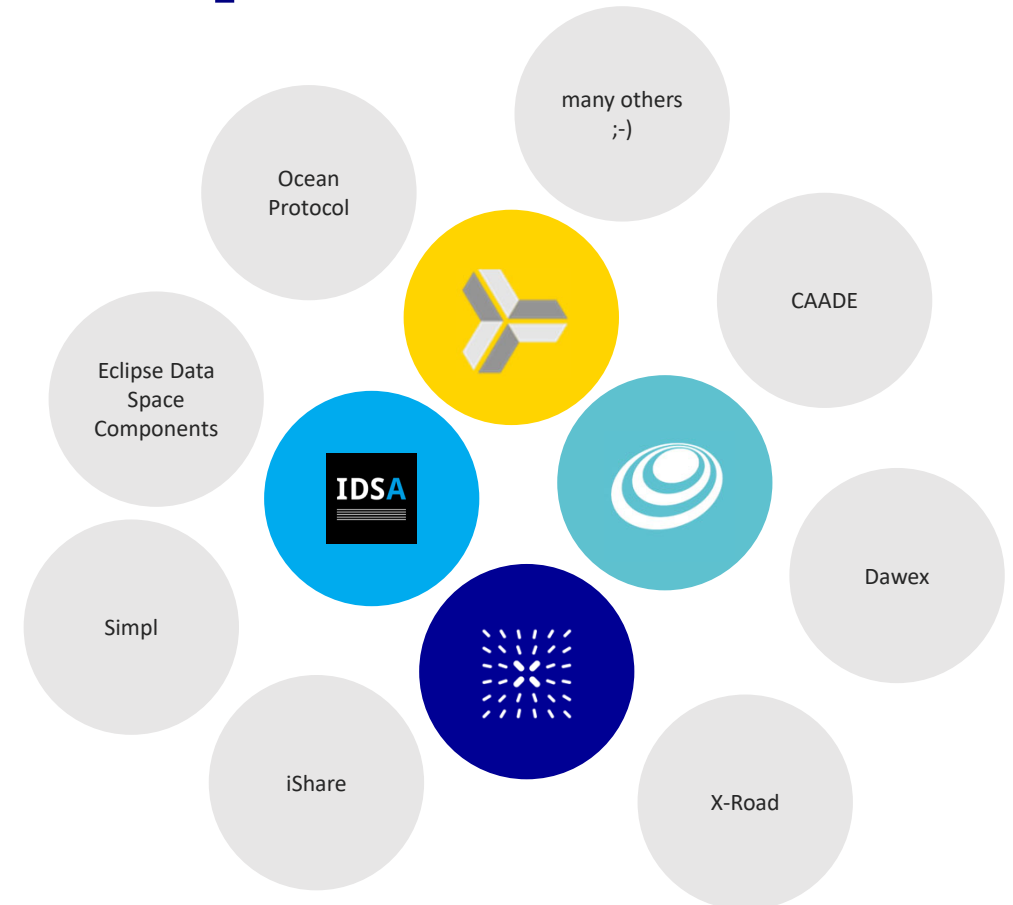 many others
;-)
Ocean
Protocol
CAADE
Eclipse Data
Space
Components
IDSA
Dawex
Simpl
iShare
X-Road